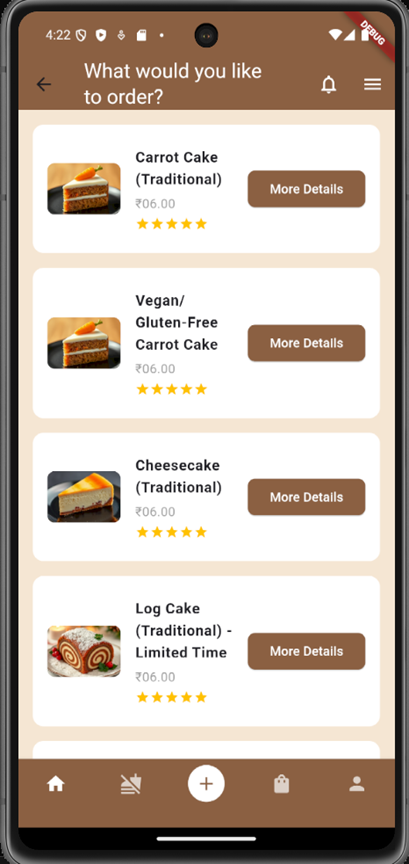 4:22
DEBUG
What would you like
to order?
Carrot Cake
(Traditional)
₹06.00
More Details
Vegan/
Gluten-Free
Carrot Cake
₹06.00
More Details
Cheesecake
(Traditional)
₹06.00
More Details
Log Cake
(Traditional) -
Limited Time
₹06.00
More Details